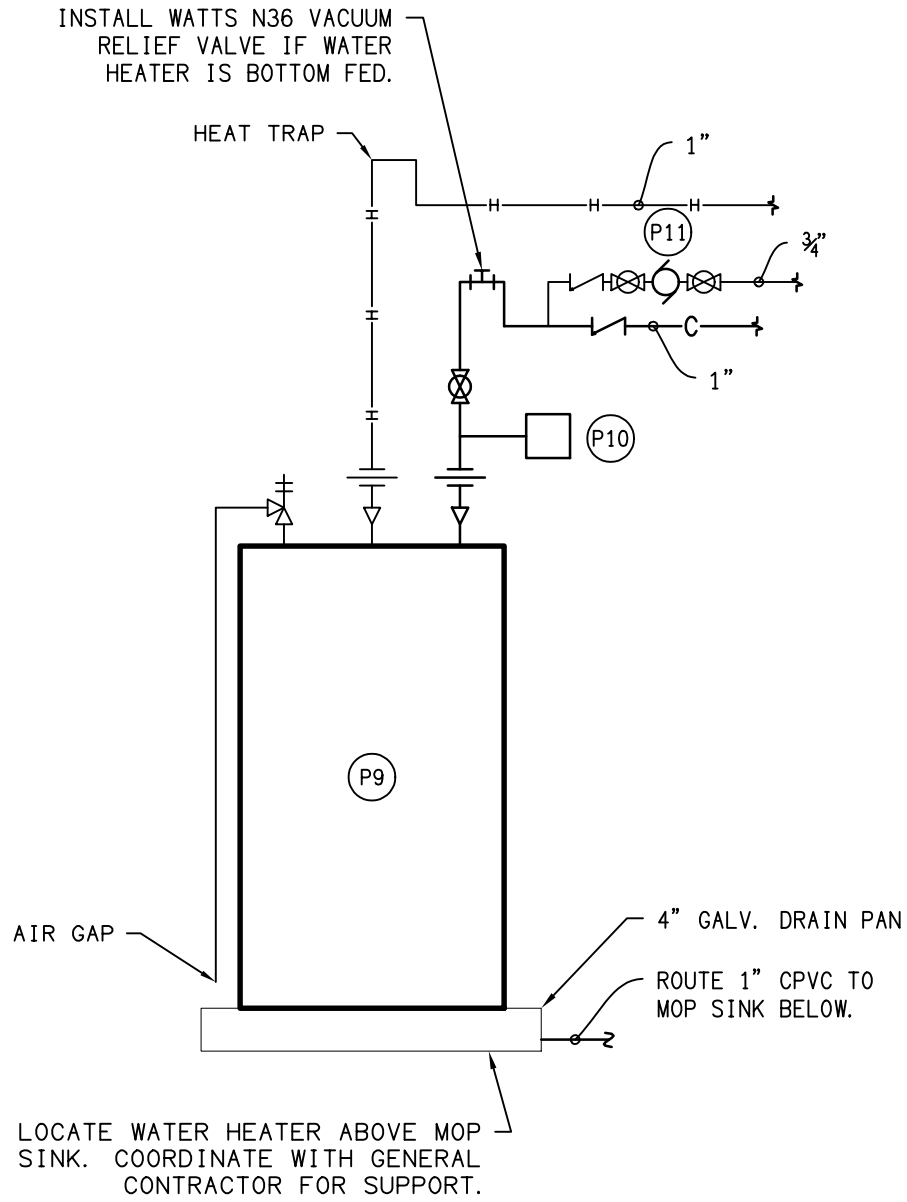 INSTALL WATTS N36 VACUUM
RELIEF VALVE IF WATER
HEATER IS BOTTOM FED.
HEAT TRAP
1”
H
H
H
P11
3/4”
H
C
H
1”
H
P10
P9
AIR GAP
4” GALV. DRAIN PAN
ROUTE 1” CPVC TO
MOP SINK BELOW.
LOCATE WATER HEATER ABOVE MOP
SINK. COORDINATE WITH GENERAL
CONTRACTOR FOR SUPPORT.